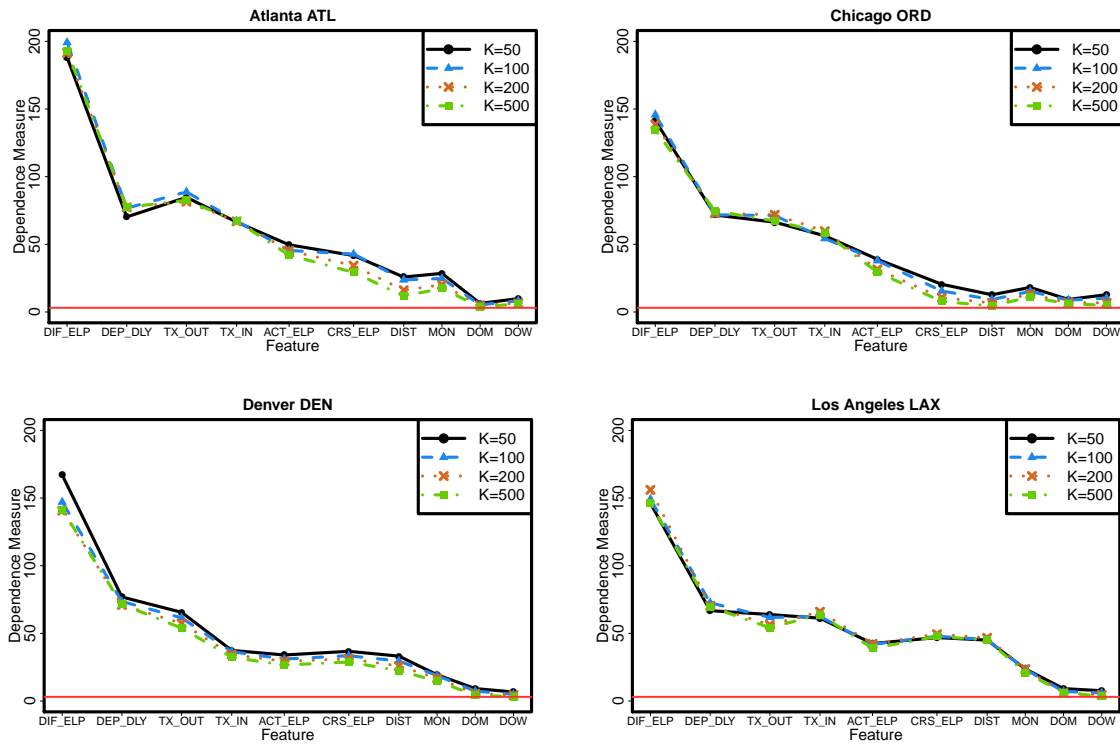 Atlanta ATL
Dependence Measure
0 50 100 150 200
K=50
K=100
K=200
K=500
DIF_ELP DEP_DLY TX_OUT TX_IN ACT_ELP CRS_ELP DIST MON DOM DOW
Feature
Chicago ORD
Dependence Measure
0 50 100 150 200
K=50
K=100
K=200
K=500
DIF_ELP DEP_DLY TX_OUT TX_IN ACT_ELP CRS_ELP DIST MON DOM DOW
Feature
Denver DEN
Dependence Measure
0 50 100 150 200
K=50
K=100
K=200
K=500
DIF_ELP DEP_DLY TX_OUT TX_IN ACT_ELP CRS_ELP DIST MON DOM DOW
Feature
Los Angeles LAX
Dependence Measure
0 50 100 150 200
K=50
K=100
K=200
K=500
DIF_ELP DEP_DLY TX_OUT TX_IN ACT_ELP CRS_ELP DIST MON DOM DOW
Feature